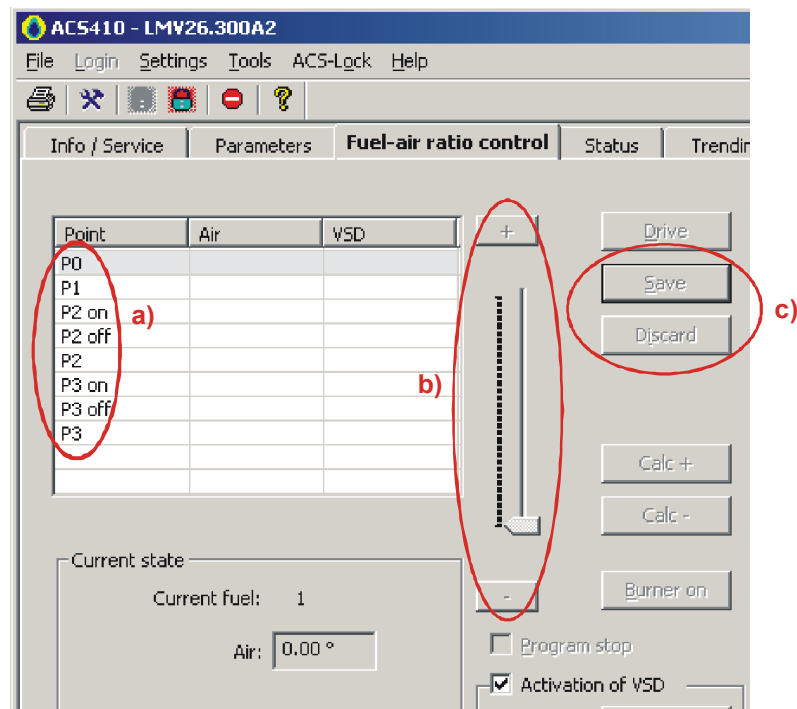 ACS410 - LMV26.300A2
File Login Settings Tools ACS-Lock Help
Info / Service Parameters Fuel-air ratio control Status
Point Air VSD + Drive
P0
P1 Save
P2 on a)
c)
P2 off Discard
P2
P3 on b)
P3 off
P3
Calc +
Calc -
Current state
Current fuel: 1 - Burner on
Air: 0.00 ° Program stop
Activation of VSD